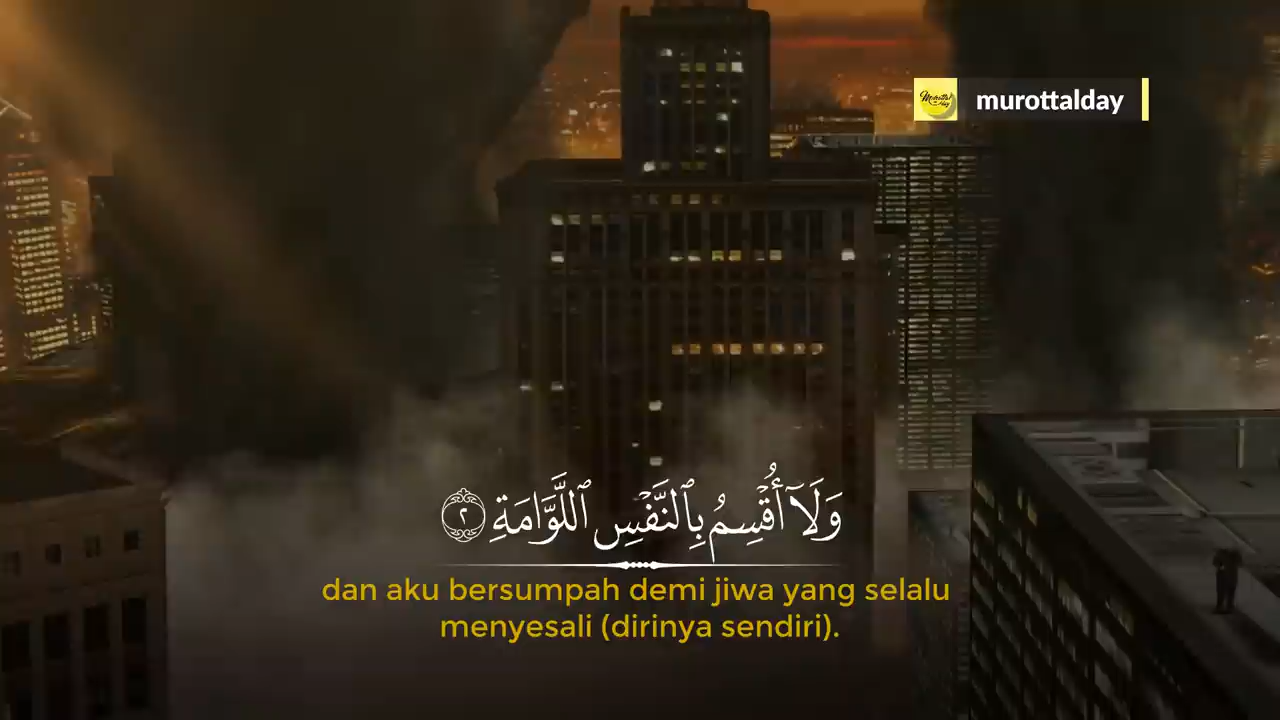 murottalday
وَلَآ أُقْسِمُ بِٱلنَّفْسِ ٱللَّوَّامَةِ ٢
dan aku bersumpah demi jiwa yang selalu
menyesali (dirinya sendiri).